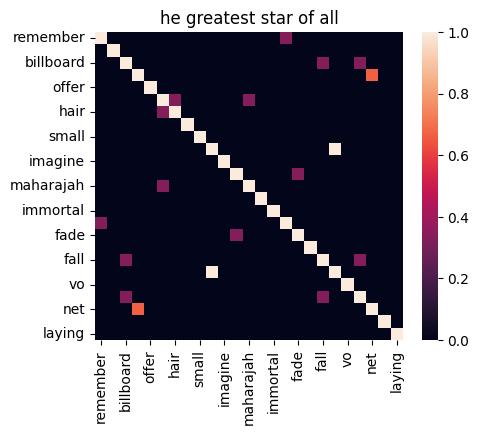 he greatest star of all
remember
billboard
offer
hair
small
imagine
maharajah
immortal
fade
fall
vo
net
laying
1.0
0.8
0.6
0.4
0.2
0.0
remember
billboard
offer
hair
small
imagine
maharajah
immortal
fade
fall
vo
net
laying